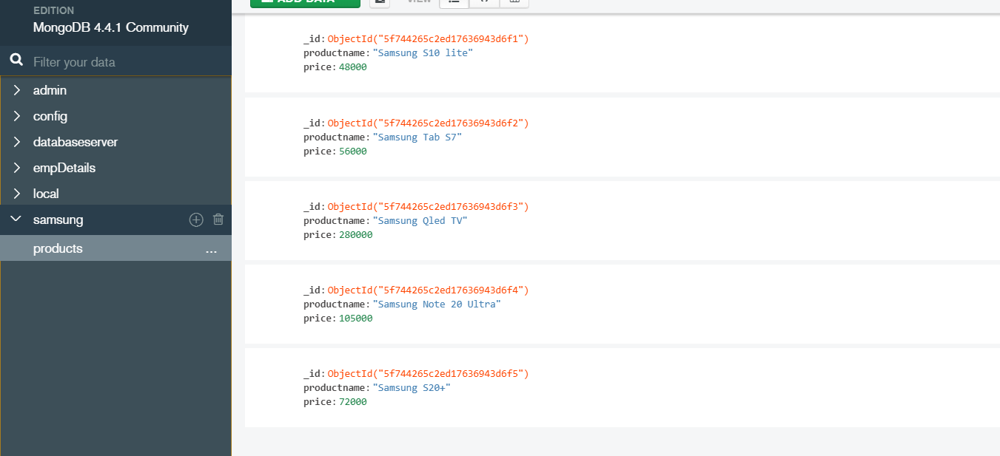 EDITION
MongoDB 4.4.1 Community
Filter your data
admin
config
databaseserver
empDetails
local
samsung
products
...
ADD DATA
VIEW
_id: ObjectId("5f744265c2ed17636943d6f1")
productname: "Samsung S10 lite"
price: 48000
_id: ObjectId("5f744265c2ed17636943d6f2")
productname: "Samsung Tab S7"
price: 56000
_id: ObjectId("5f744265c2ed17636943d6f3")
productname: "Samsung Qled TV"
price: 280000
_id: ObjectId("5f744265c2ed17636943d6f4")
productname: "Samsung Note 20 Ultra"
price: 105000
_id: ObjectId("5f744265c2ed17636943d6f5")
productname: "Samsung S20+"
price: 72000